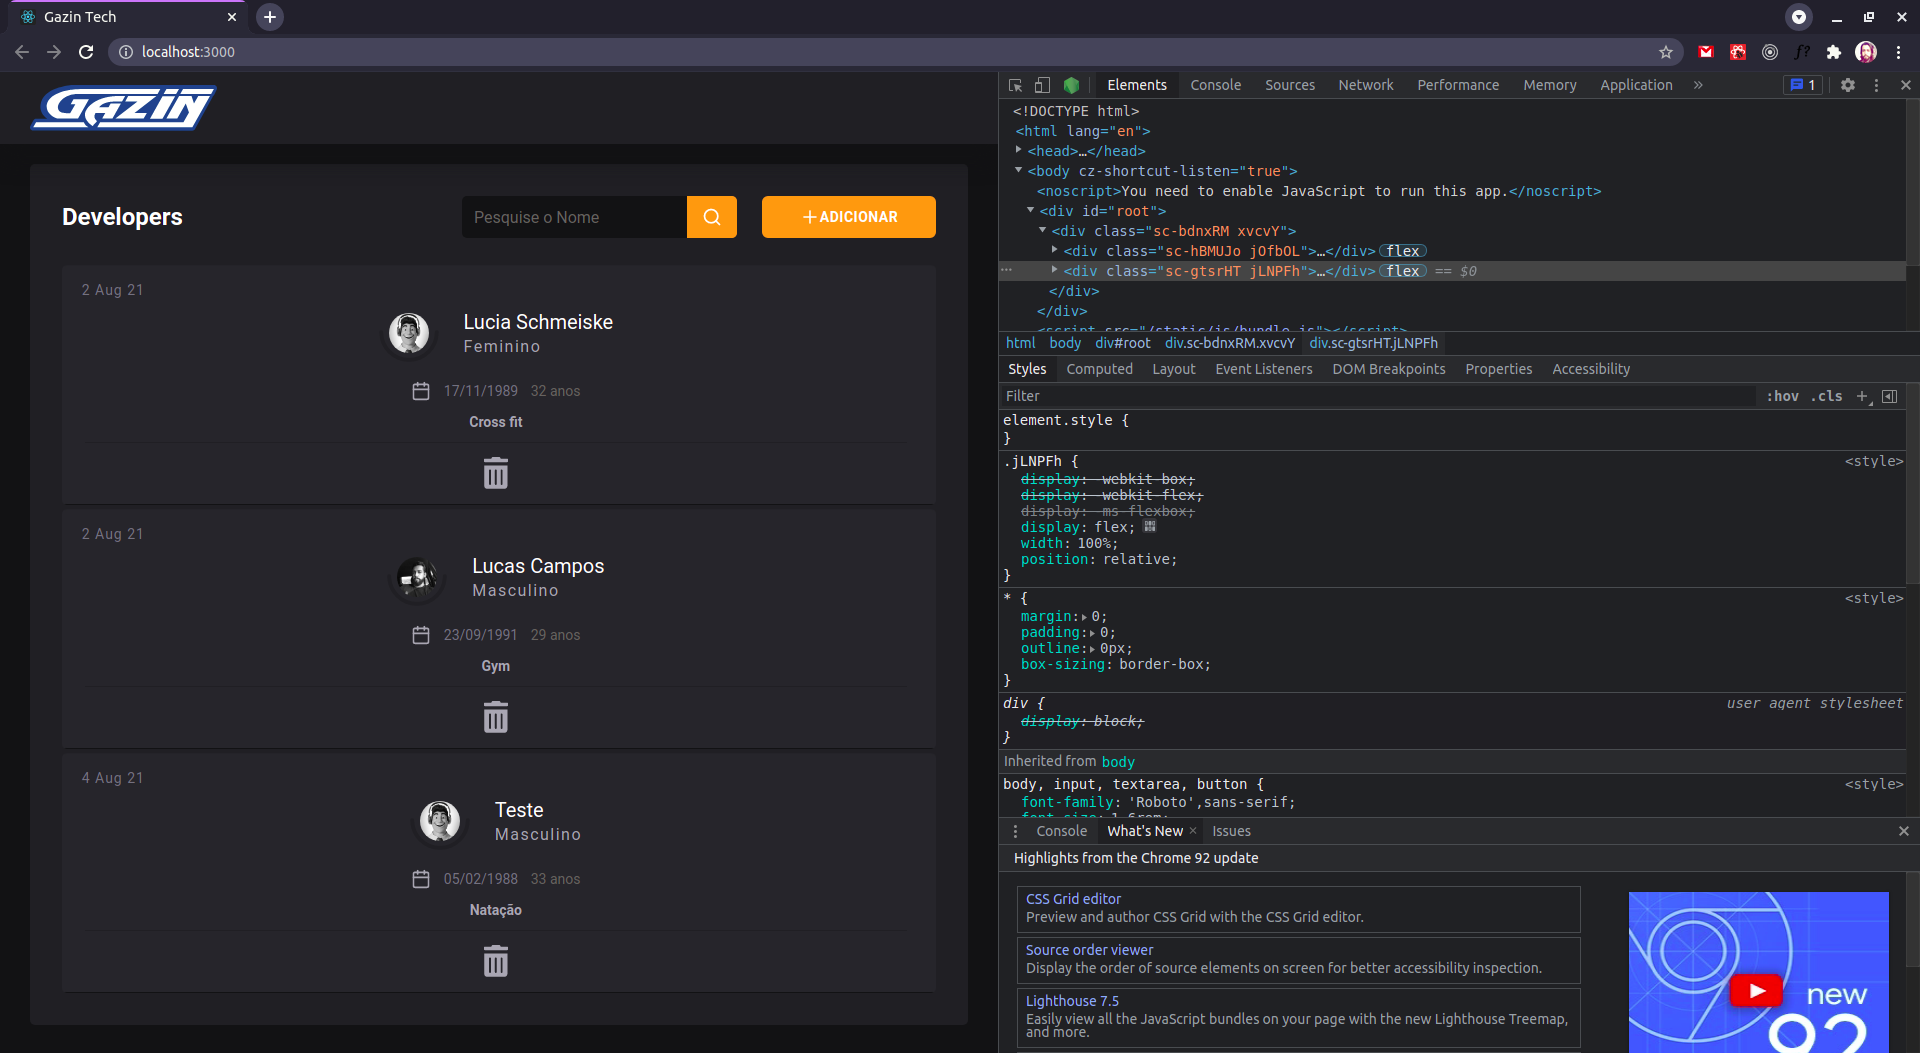 Gazin Tech
localhost:3000
f?
GAZIN
Developers
Pesquise o Nome
ADICIONAR
2 Aug 21
Lucia Schmeiske
Feminino
17/11/1989 32 anos
Cross fit
2 Aug 21
Lucas Campos
Masculino
23/09/1991 29 anos
Gym
4 Aug 21
Teste
Masculino
05/02/1988 33 anos
Natação
Elements Console Sources Network Performance Memory Application » 1
<!DOCTYPE html>
<html lang="en">
<head>…</head>
<body cz-shortcut-listen="true">
<noscript>You need to enable JavaScript to run this app.</noscript>
<div id="root">
<div class="sc-bdnxRM xvcvY">
<div class="sc-hBMUJo jOfbOL">…</div> flex
… <div class="sc-gtsrHT jLNPFh">…</div> flex == $0
</div>
</div>
<script src="/static/js/bundle.js"></script>
html body div#root div.sc-bdnxRM.xvcvY div.sc-gtsrHT.jLNPFh
Styles Computed Layout Event Listeners DOM Breakpoints Properties Accessibility
Filter :hov .cls +
element.style {
}
.jLNPFh { <style>
display: -webkit-box;
display: -webkit-flex;
display: -ms-flexbox;
display: flex;
width: 100%;
position: relative;
}
* { <style>
margin: 0;
padding: 0;
outline: 0px;
box-sizing: border-box;
}
div { user agent stylesheet
display: block;
}
Inherited from body
body, input, textarea, button { <style>
font-family: 'Roboto',sans-serif;
font-size: 1.6rem;
Console What's New × Issues
Highlights from the Chrome 92 update
CSS Grid editor
Preview and author CSS Grid with the CSS Grid editor.
Source order viewer
Display the order of source elements on screen for better accessibility inspection.
Lighthouse 7.5
Easily view all the JavaScript bundles on your page with the new Lighthouse Treemap,
and more.
new
92